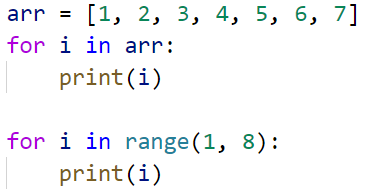 arr = [1, 2, 3, 4, 5, 6, 7]
for i in arr:
    print(i)

for i in range(1, 8):
    print(i)